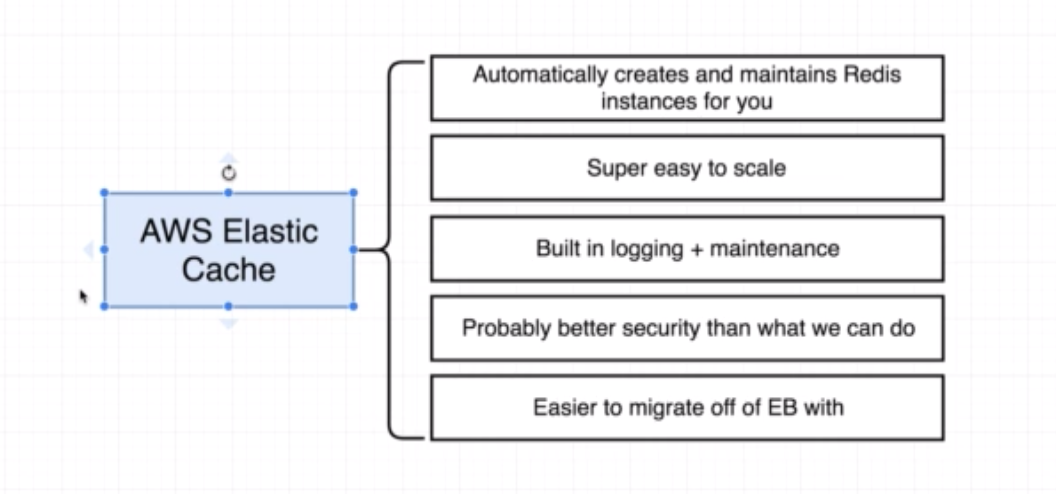 Automatically creates and maintains Redis
instances for you
Super easy to scale
AWS Elastic
Cache
Built in logging + maintenance
Probably better security than what we can do
Easier to migrate off of EB with